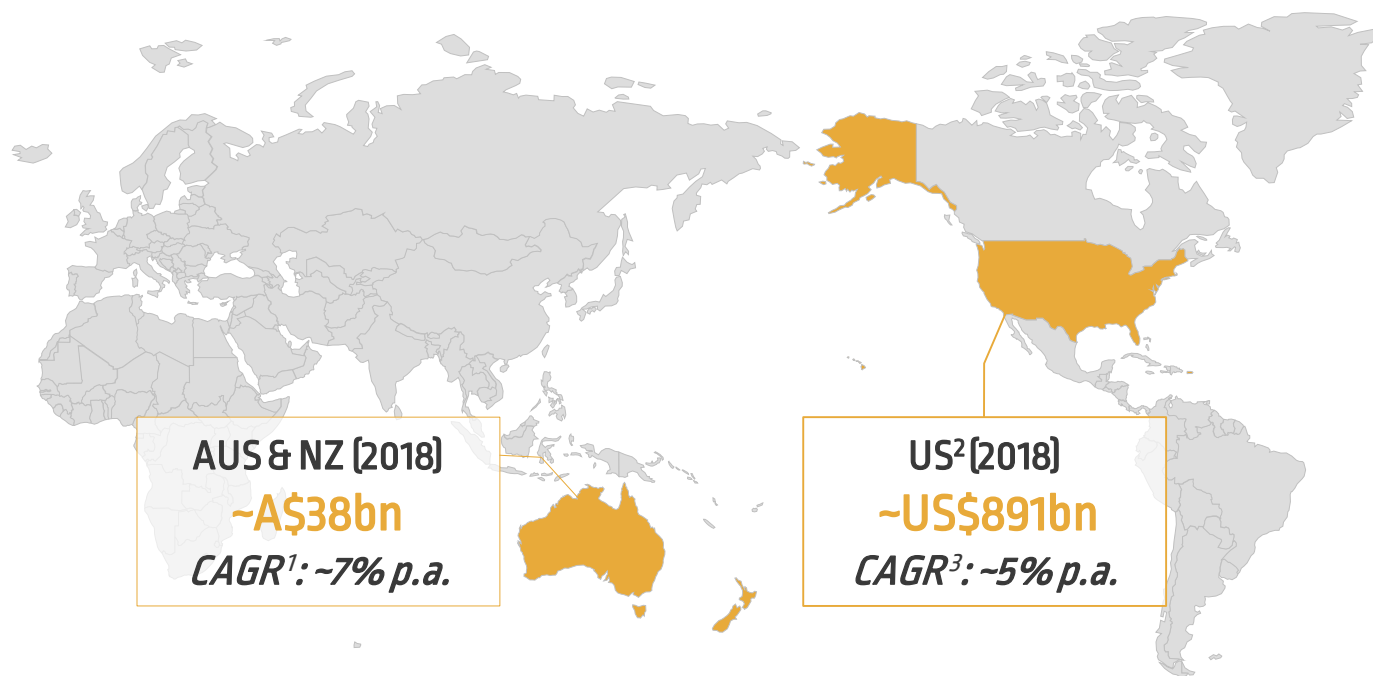 AUS & NZ (2018)
~A$38bn
CAGR¹: ~7% p.a.
US² (2018)
~US$891bn
CAGR³: ~5% p.a.